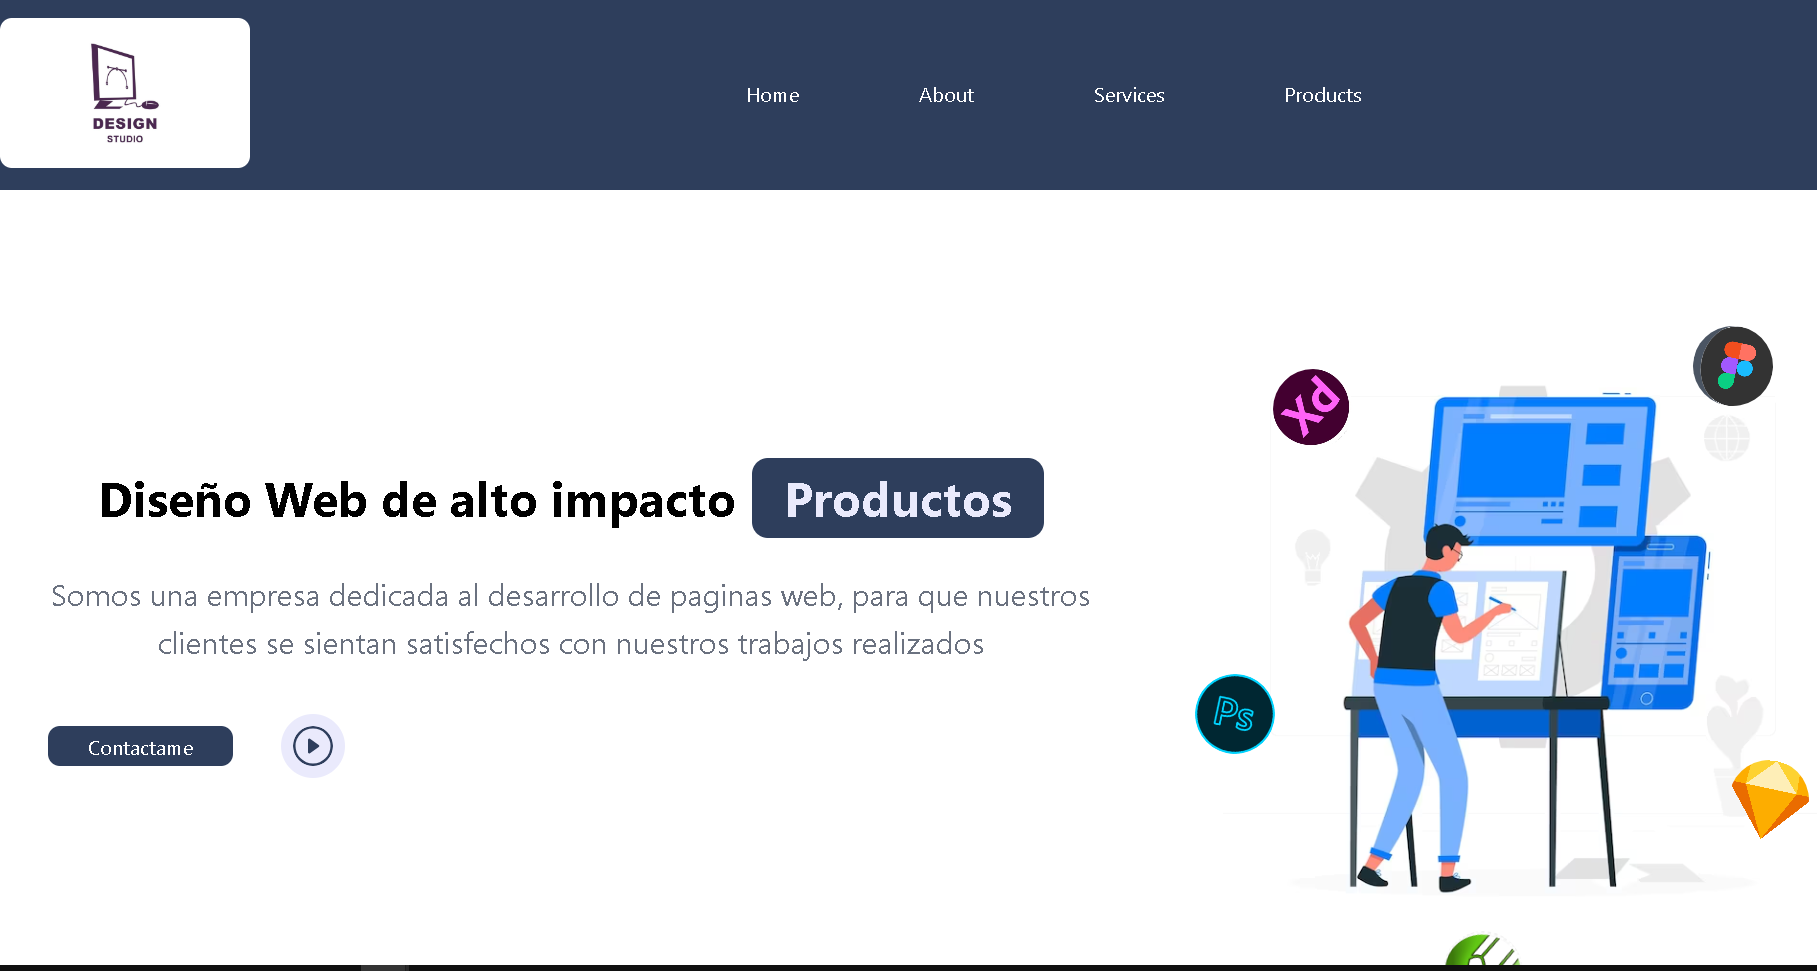 DESIGN
STUDIO
Home
About
Services
Products
Diseño Web de alto impacto Productos
Somos una empresa dedicada al desarrollo de paginas web, para que nuestros
clientes se sientan satisfechos con nuestros trabajos realizados
Contactame
Xd
Ps